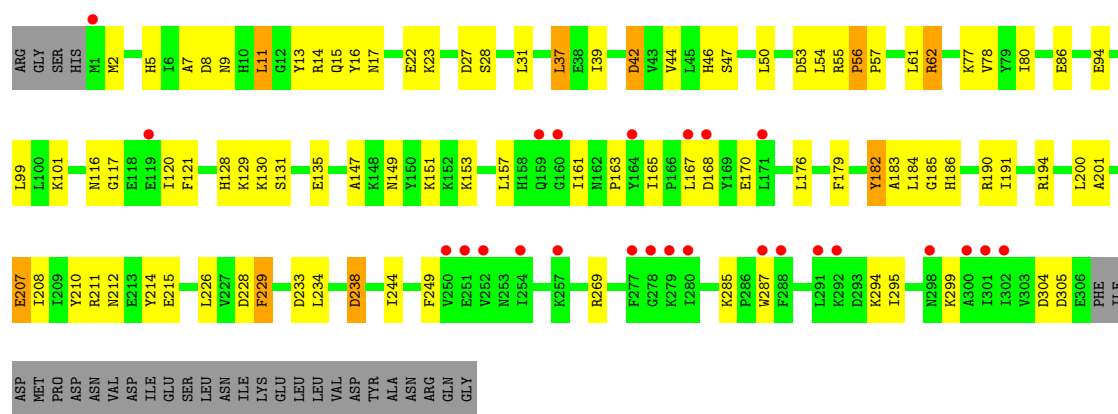 ARG GLY SER HIS M1 M2 H5 I6 A7 D8 N9 H10 L11 G12 Y13 R14 Q15 Y16 N17 E22 K23 D27 S28 L31 L37 E38 I39 D42 V43 V44 L45 H46 S47 L50 D53 L54 R55 P56 P57 L61 R62 K77 V78 Y79 I80 E86 E94
L99 L100 K101 N116 G117 E118 E119 I120 F121 H128 K129 K130 S131 E135 A147 K148 N149 Y150 K151 K152 K153 L157 H158 Q159 G160 I161 N162 P163 Y164 I165 P166 L167 D168 Y169 E170 L171 L176 F179 Y182 A183 L184 G185 H186 R190 I191 R194 L200 A201
E207 I208 I209 Y210 R211 N212 E213 Y214 E215 L226 V227 D228 F229 D233 L234 D238 I244 F249 V250 E251 V252 N253 I254 K257 R269 F277 G278 K279 I280 K285 P286 W287 F288 L291 K292 D293 K294 I295 N298 K299 A300 I301 I302 V303 D304 D305 E306 PHE ILE
ASP MET PRO ASP ASN VAL ASP ILE GLU SER LEU ASN ILE LYS GLU LEU LEU VAL ASP TYR ALA ASN ARG GLN GLY